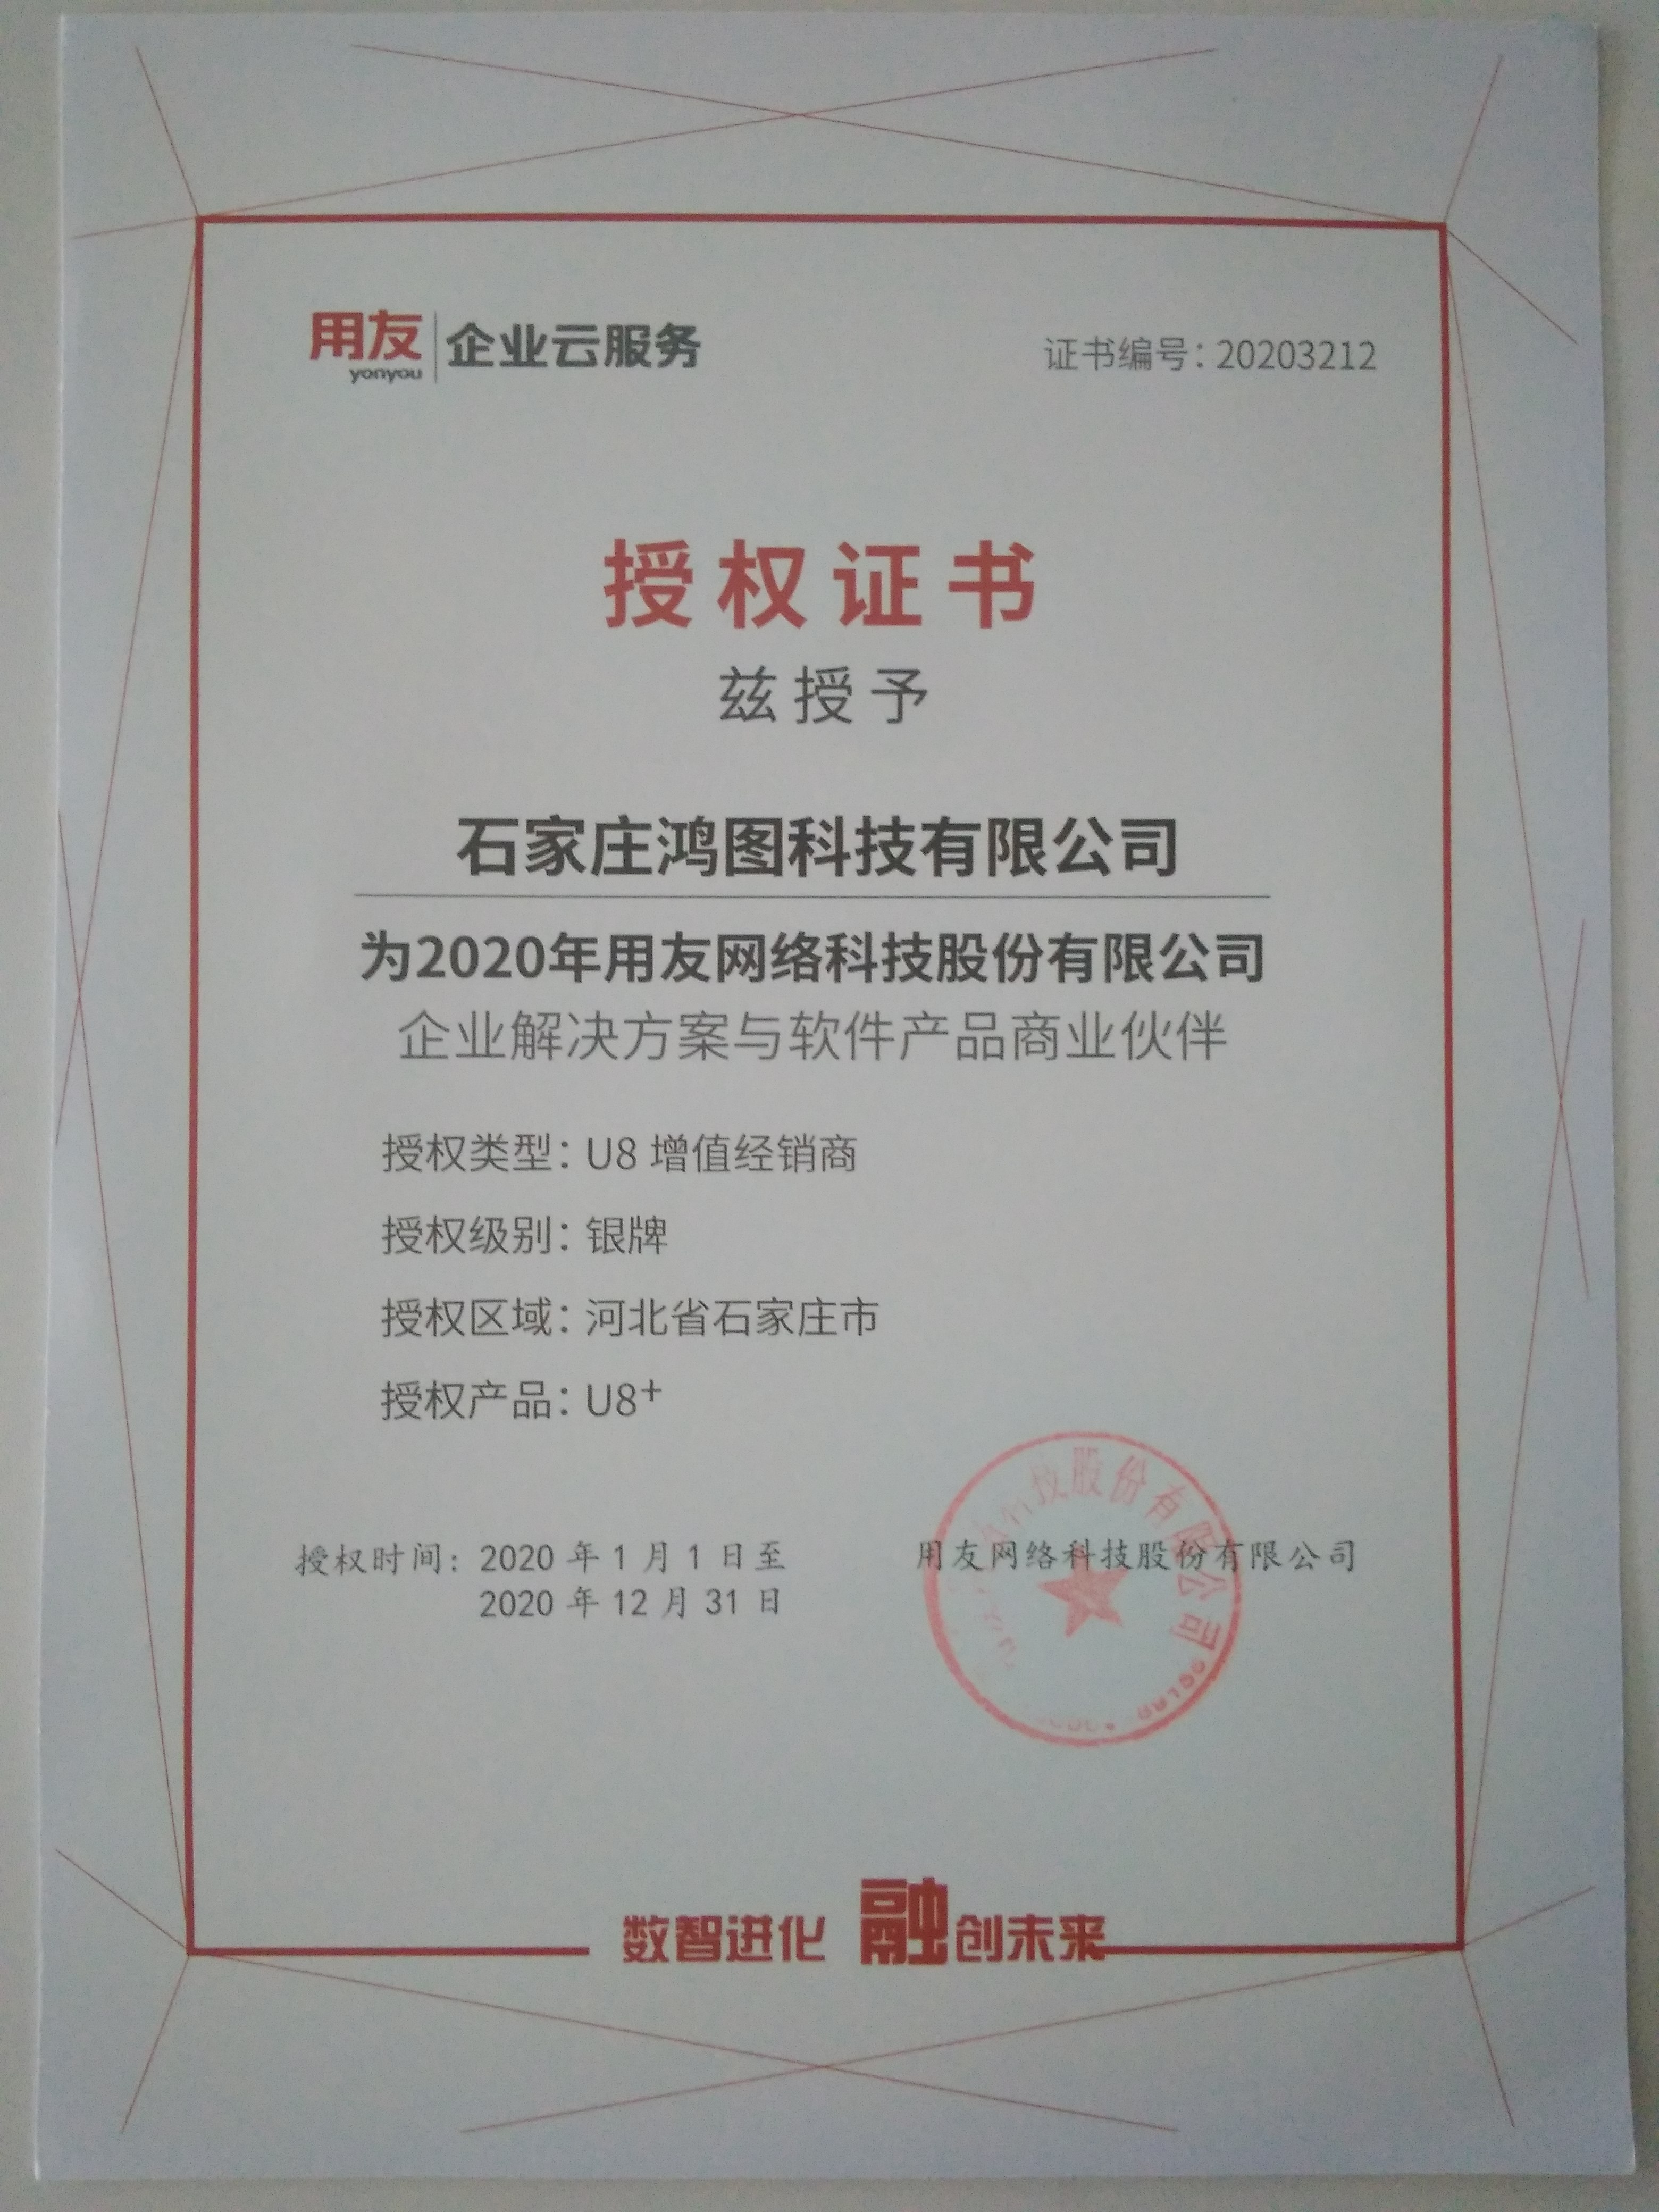 用友 yonyou 企业云服务
证书编号：20203212
授权证书
兹授予
石家庄鸿图科技有限公司
为2020年用友网络科技股份有限公司
企业解决方案与软件产品商业伙伴
授权类型：U8 增值经销商
授权级别：银牌
授权区域：河北省石家庄市
授权产品：U8+
授权时间：2020 年 1 月 1 日至
2020 年 12 月 31 日
用友网络科技股份有限公司
技股份有限公司
数智进化 融创未来